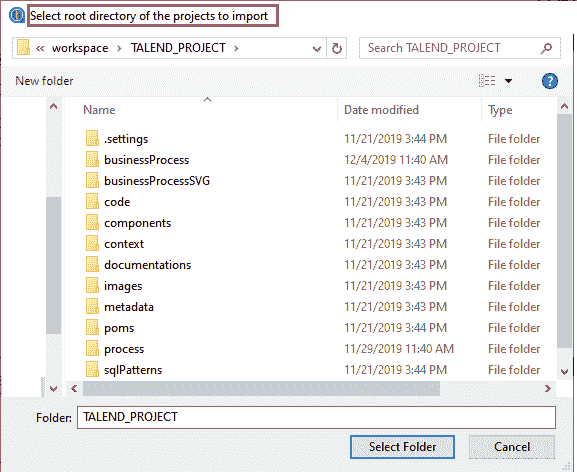 Select root directory of the projects to import
« workspace > TALEND_PROJECT >
Search TALEND_PROJECT
New folder
Name Date modified Type
.settings 11/21/2019 3:44 PM File folder
businessProcess 12/4/2019 11:40 AM File folder
businessProcessSVG 11/21/2019 3:43 PM File folder
code 11/21/2019 3:43 PM File folder
components 11/21/2019 3:43 PM File folder
context 11/21/2019 3:43 PM File folder
documentations 11/21/2019 3:43 PM File folder
images 11/21/2019 3:43 PM File folder
metadata 11/21/2019 3:43 PM File folder
poms 11/21/2019 3:44 PM File folder
process 11/29/2019 11:40 AM File folder
sqlPatterns 11/21/2019 3:44 PM File folder
Folder: TALEND_PROJECT
Select Folder Cancel